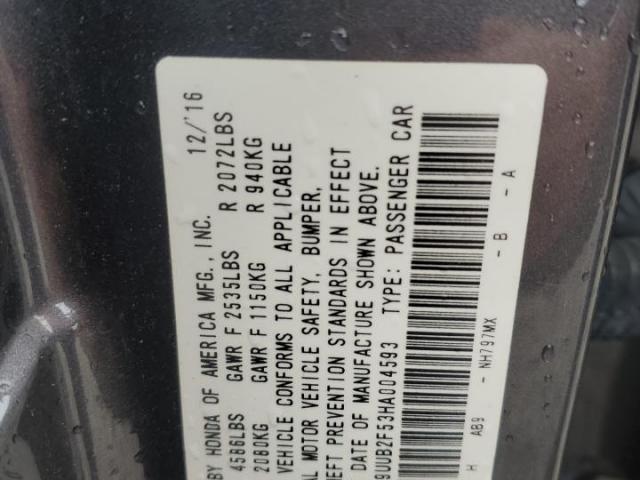 BY HONDA OF AMERICA MFG., INC. 12/'16
4586LBS GAWR F 2535LBS R 2072LBS
2080KG GAWR F 1150KG R 940KG
VEHICLE CONFORMS TO ALL APPLICABLE
AL MOTOR VEHICLE SAFETY, BUMPER,
EFT PREVENTION STANDARDS IN EFFECT
DATE OF MANUFACTURE SHOWN ABOVE.
9UUB2F53HA004593 TYPE: PASSENGER CAR
H AB9 - NH797MX - B - A